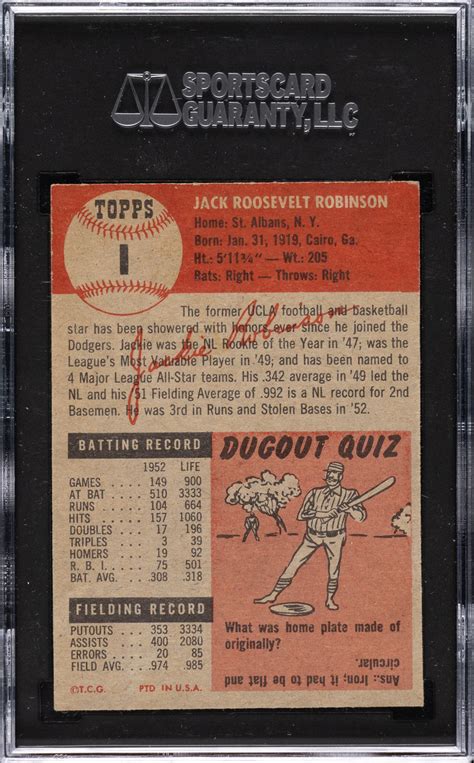 SPORTSCARD
GUARANTY, LLC
TOPPS
1
JACK ROOSEVELT ROBINSON
Home: St. Albans, N. Y.
Born: Jan. 31, 1919, Cairo, Ga.
Ht.: 5'11¾" — Wt.: 205
Bats: Right — Throws: Right
The former UCLA football and basketball
star has been showered with honors ever since he joined the
Dodgers. Jackie was the NL Rookie of the Year in '47; was the
League's Most Valuable Player in '49; and has been named to
4 Major League All-Star teams. His .342 average in '49 led the
NL and his '51 Fielding Average of .992 is a NL record for 2nd
Basemen. He was 3rd in Runs and Stolen Bases in '52.
Jackie Robinson
BATTING RECORD
1952 LIFE
GAMES . . . 149 900
AT BAT . . . 510 3333
RUNS . . . 104 664
HITS . . . 157 1060
DOUBLES . . 17 196
TRIPLES . . 3 39
HOMERS . . 19 92
R. B. I. . . . 75 501
BAT. AVG. . .308 .318
FIELDING RECORD
PUTOUTS . . . 353 3334
ASSISTS . . . 400 2080
ERRORS . . . 20 85
FIELD AVG. . .974 .985
©T.C.G. PTD IN U.S.A.
DUGOUT QUIZ
What was home plate made of
originally?
Ans.: Iron; it had to be flat and
circular.